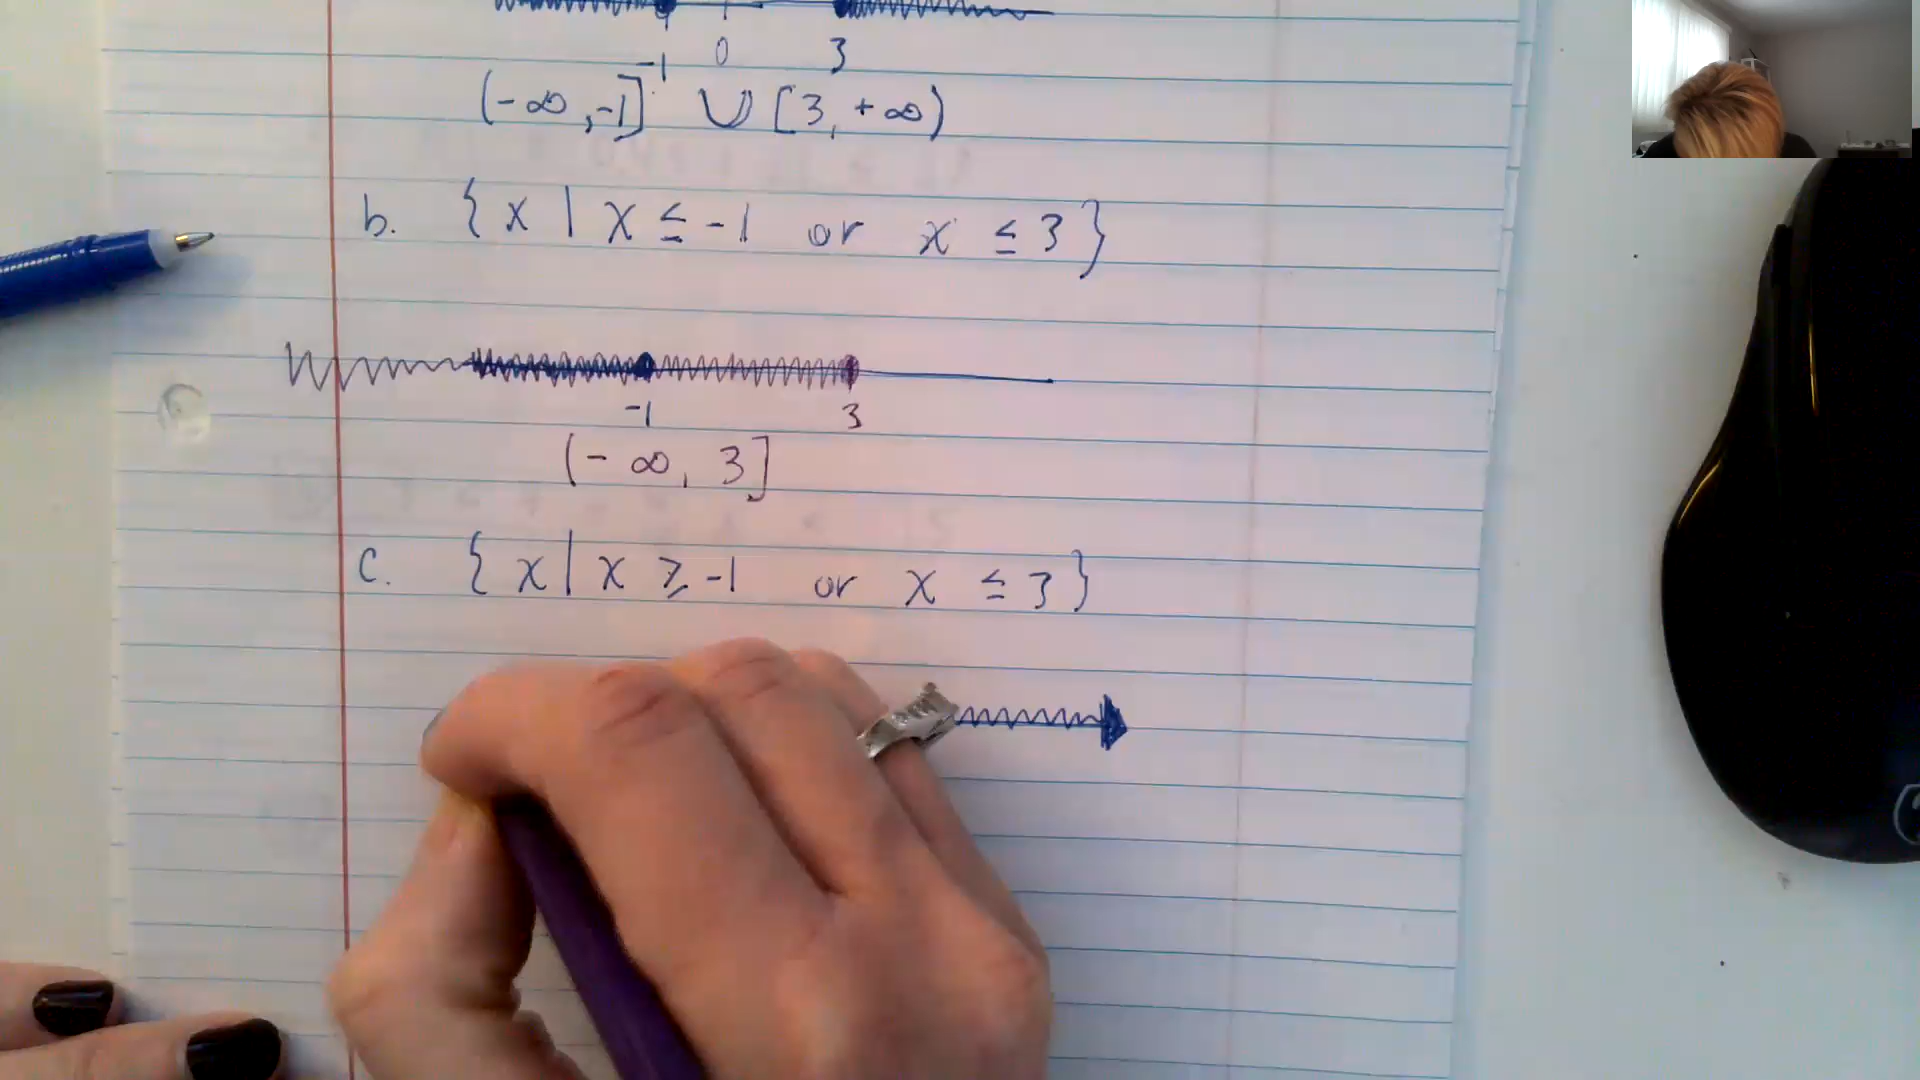 -1 0 3
(-∞, -1] ∪ [3, +∞)
b. {x | x ≤ -1 or x ≤ 3}
-1 3
(-∞, 3]
c. {x | x ≥ -1 or x ≤ 3}